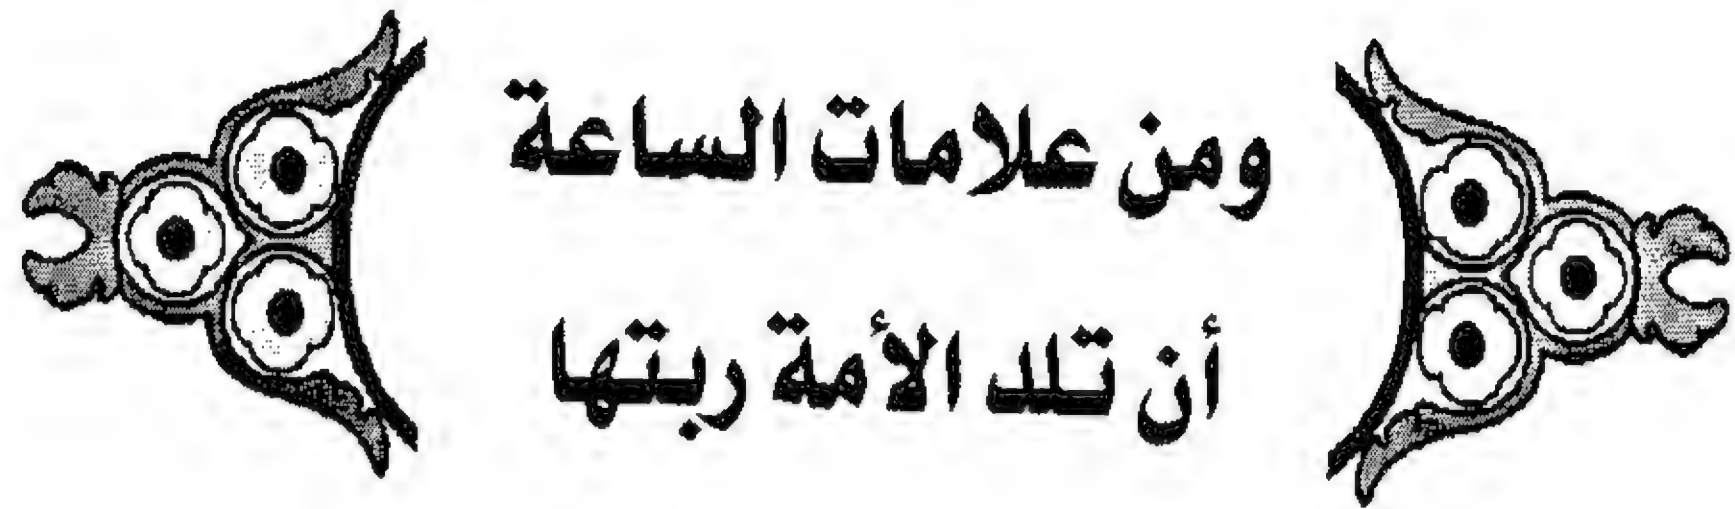 ومن علامات الساعة
أن تلد الأمة ربتها